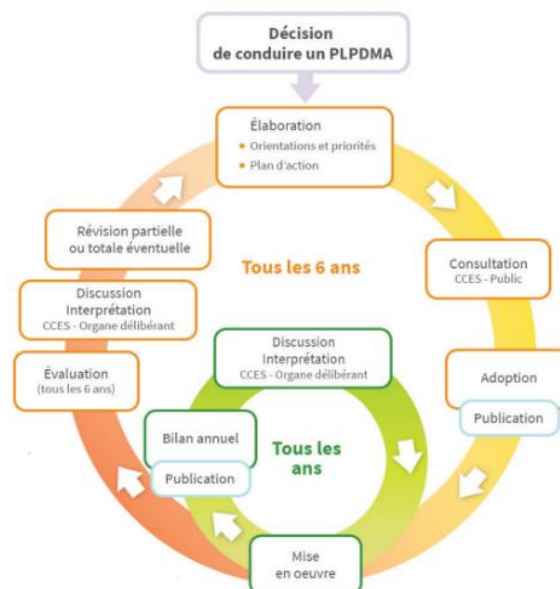 Décision
de conduire un PLPDMA
Élaboration
• Orientations et priorités
• Plan d'action
Révision partielle
ou totale éventuelle
Tous les 6 ans
Consultation
CCES - Public
Discussion
Interprétation
CCES - Organe délibérant
Discussion
Interprétation
CCES - Organe délibérant
Évaluation
(tous les 6 ans)
Adoption
Publication
Bilan annuel
Publication
Tous les
ans
Mise
en oeuvre